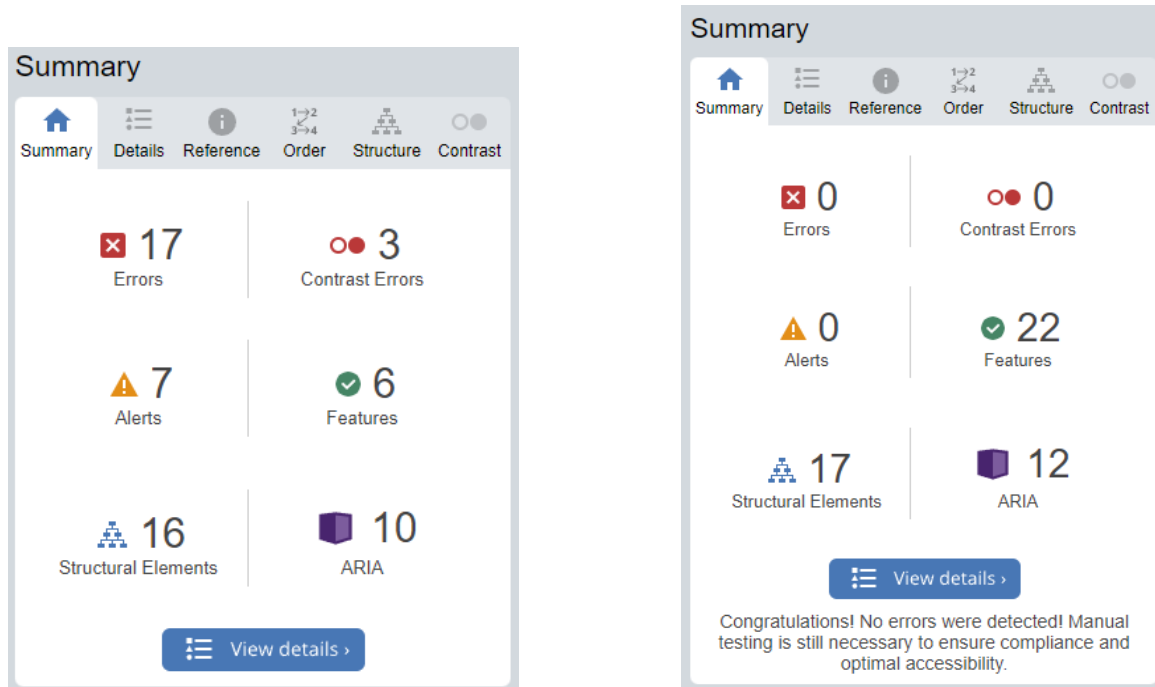 Summary
Summary Details Reference Order Structure Contrast
1→2
3→4
17
Errors
3
Contrast Errors
7
Alerts
6
Features
16
Structural Elements
10
ARIA
View details ›
Summary
Summary Details Reference Order Structure Contrast
1→2
3→4
0
Errors
0
Contrast Errors
0
Alerts
22
Features
17
Structural Elements
12
ARIA
View details ›
Congratulations! No errors were detected! Manual
testing is still necessary to ensure compliance and
optimal accessibility.